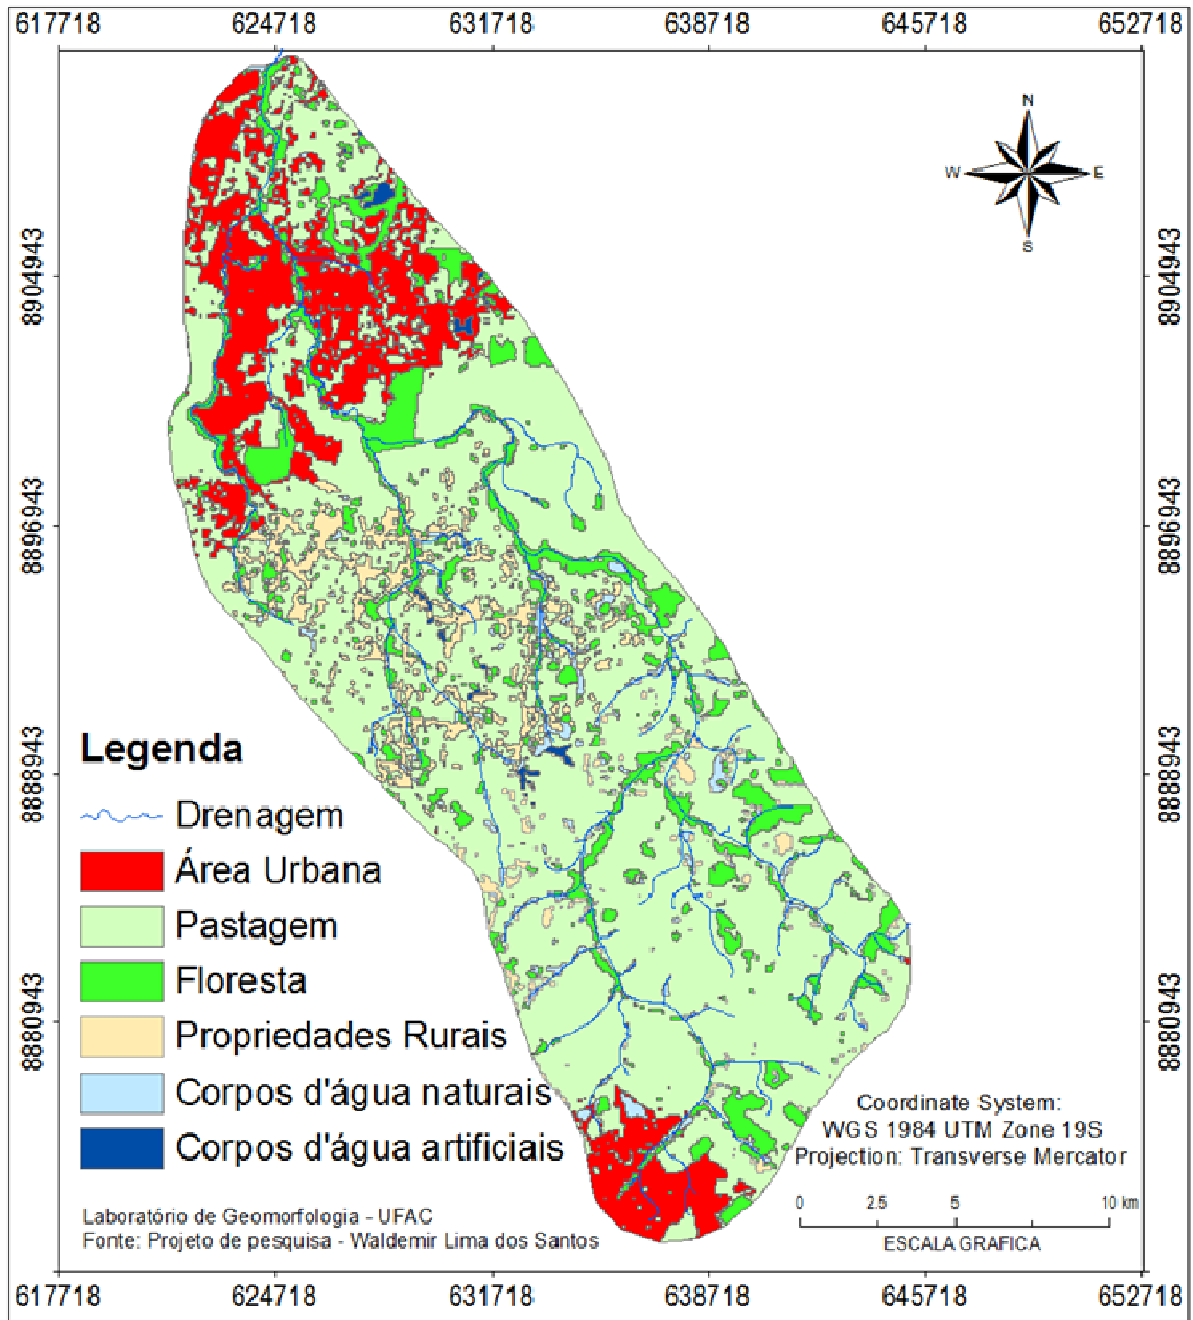 617718 624718 631718 638718 645718 652718
N
W E
S
8904943 8904943
8896943 8896943
8888943 8888943
8880943 8880943
Legenda
Drenagem
Área Urbana
Pastagem
Floresta
Propriedades Rurais
Corpos d'água naturais
Corpos d'água artificiais
Coordinate System:
WGS 1984 UTM Zone 19S
Projection: Transverse Mercator
0 2.5 5 10 km
ESCALA GRAFICA
Laboratório de Geomorfologia - UFAC
Fonte: Projeto de pesquisa - Waldemir Lima dos Santos
617718 624718 631718 638718 645718 652718